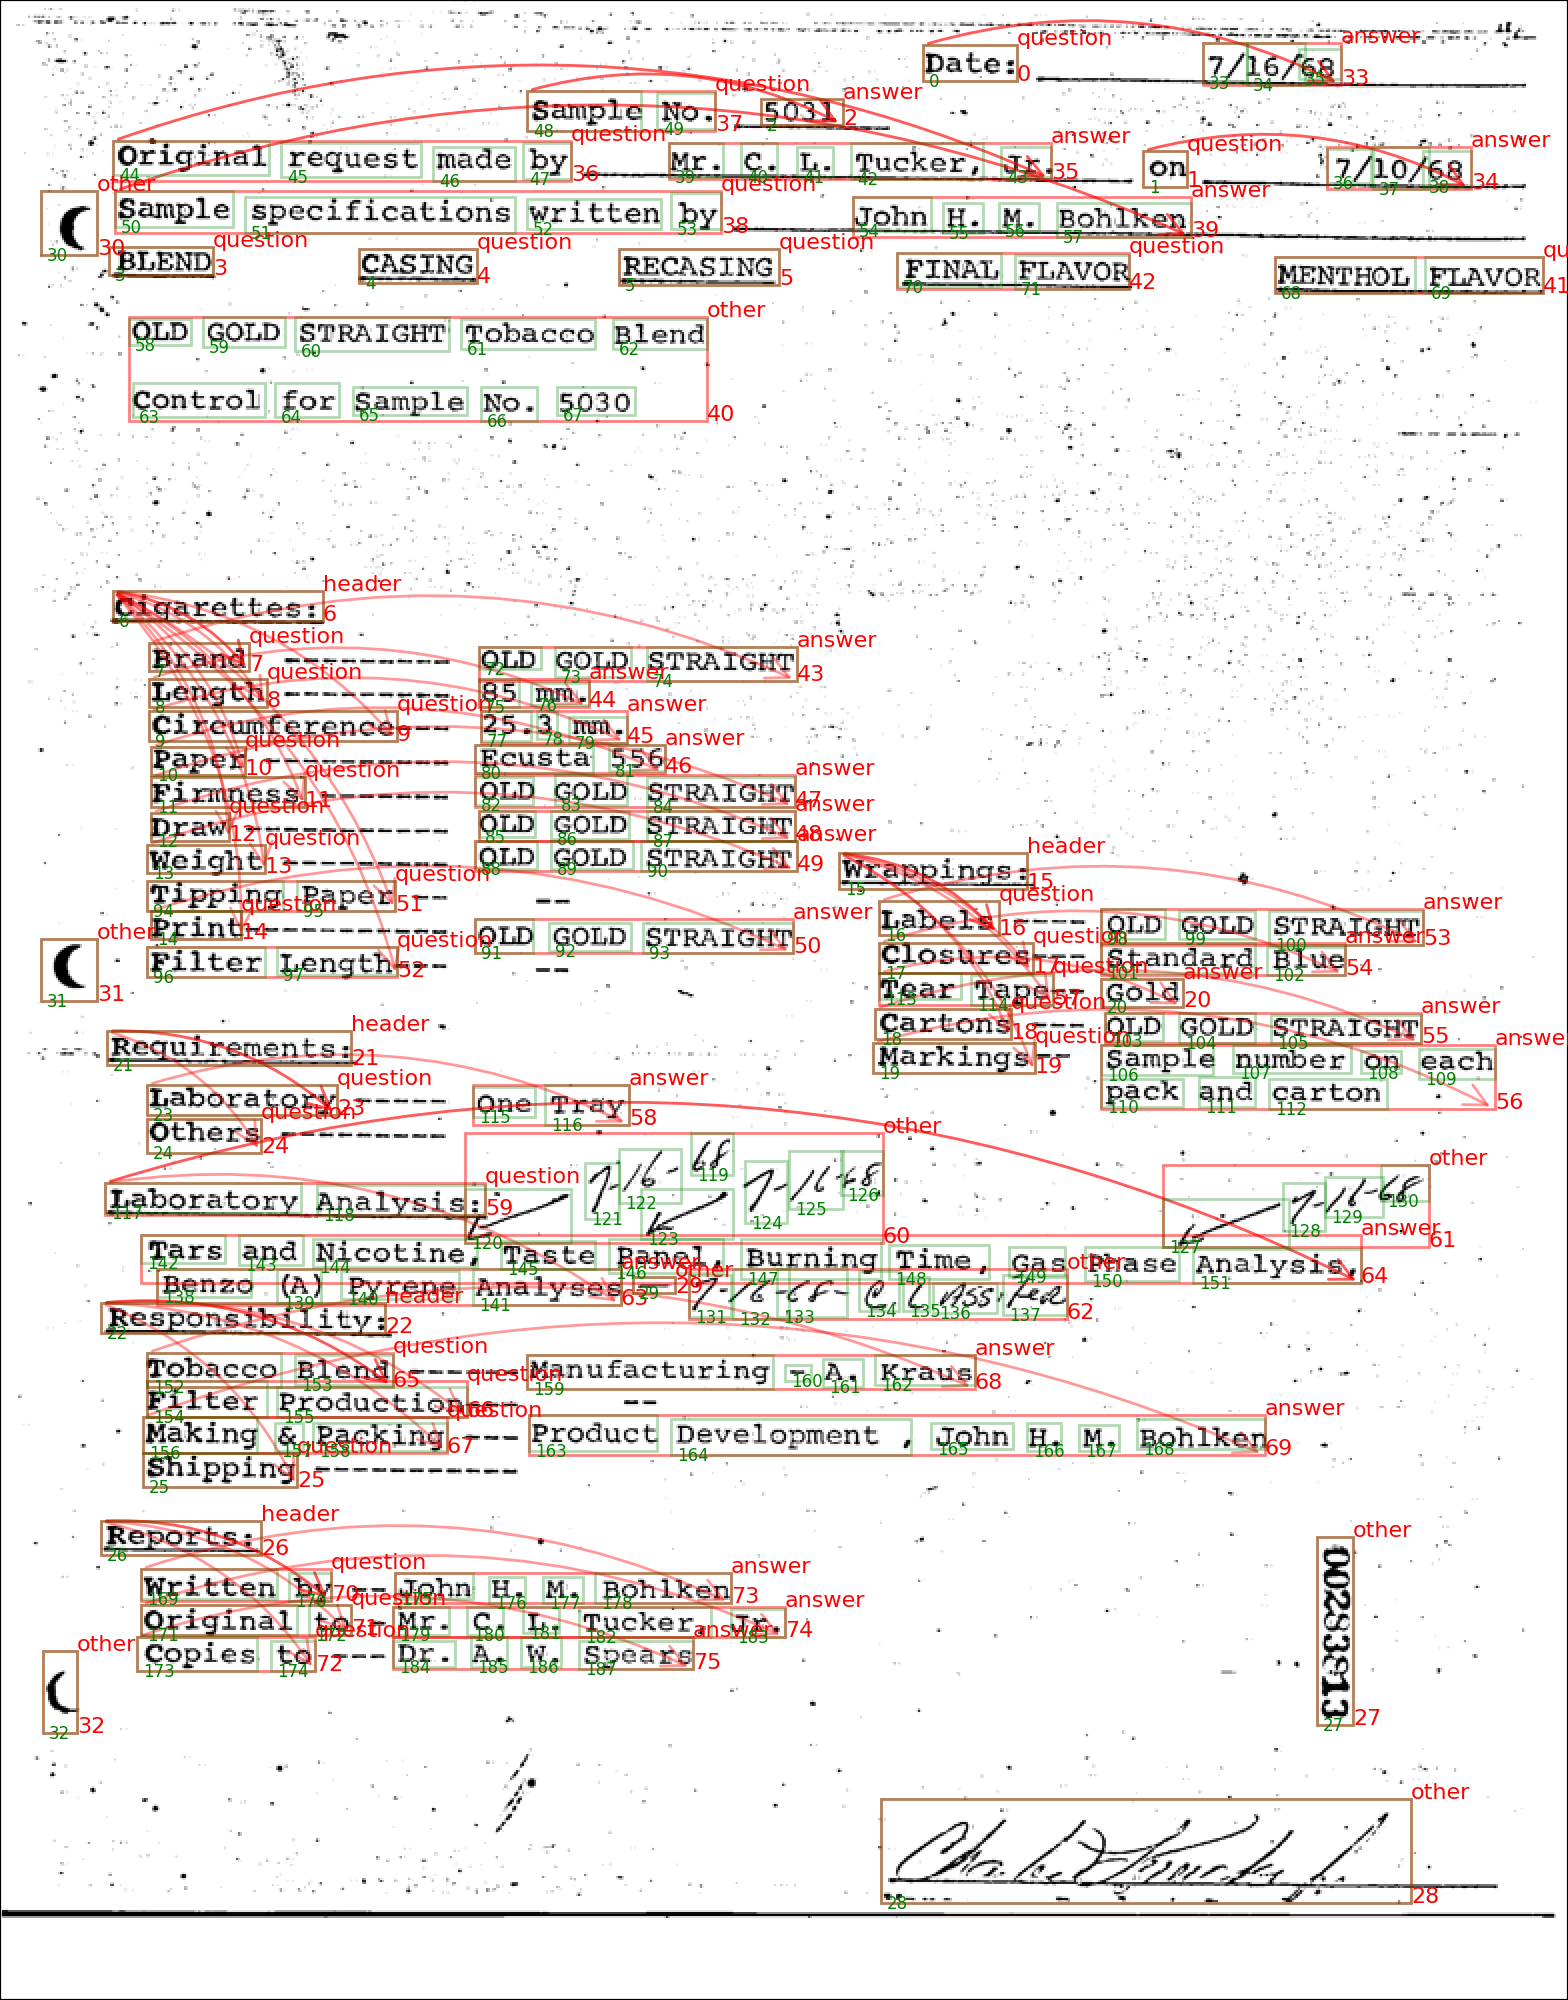 Date: 7/16/68
Sample No. 5031
Original request made by Mr. C. L. Tucker, Jr. on 7/10/68
Sample specifications written by John H. M. Bohlken
BLEND CASING RECASING FINAL FLAVOR MENTHOL FLAVOR
OLD GOLD STRAIGHT Tobacco Blend
Control for Sample No. 5030
Cigarettes:
Brand --------- OLD GOLD STRAIGHT
Length --------- 85 mm.
Circumference--- 25.3 mm.
Paper ---------- Ecusta 556
Firmness------- OLD GOLD STRAIGHT
Draw ----------- OLD GOLD STRAIGHT
Weight --------- OLD GOLD STRAIGHT
Tipping Paper -- --
Print----------- OLD GOLD STRAIGHT
Filter Length--- --
Wrappings:
Labels ---- OLD GOLD STRAIGHT
Closures--- Standard Blue
Tear Tape-- Gold
Cartons --- OLD GOLD STRAIGHT
Markings-- Sample number on each
pack and carton
Requirements:
Laboratory ----- One Tray
Others ---------
Laboratory Analysis: 7-16-68 7-16-68 7-16-68
Tars and Nicotine, Taste Panel, Burning Time, Gas Phase Analysis,
Benzo (A) Pyrene Analyses 7-16-68- C. L.
Responsibility:
Tobacco Blend ------ Manufacturing - A. Kraus
Filter Production -- --
Making & Packing --- Product Development , John H. M. Bohlken
Shipping -----------
Reports:
Written by -- John H. M. Bohlken
Original to - Mr. C. L. Tucker, Jr.
Copies to --- Dr. A. W. Spears
00283813